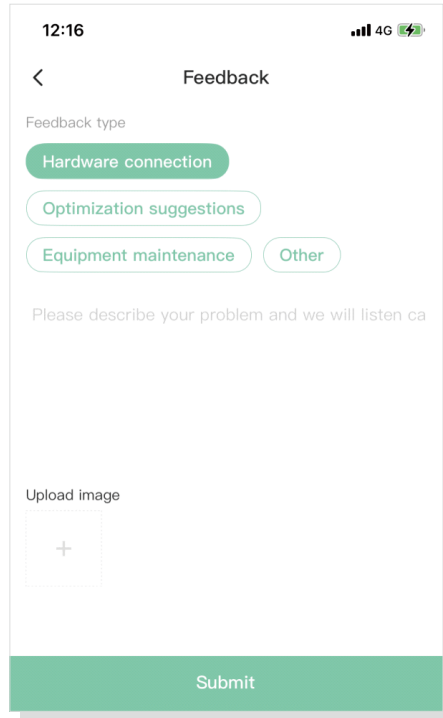 12:16
4G
Feedback
Feedback type
Hardware connection
Optimization suggestions
Equipment maintenance
Other
Please describe your problem and we will listen ca
Upload image
+
Submit